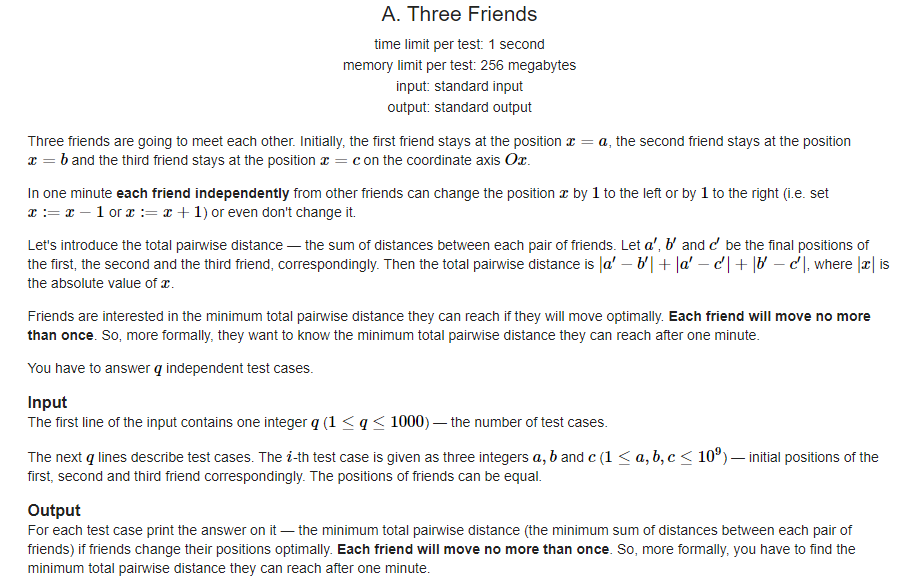 A. Three Friends
time limit per test: 1 second
memory limit per test: 256 megabytes
input: standard input
output: standard output
Three friends are going to meet each other. Initially, the first friend stays at the position x = a, the second friend stays at the position
x = b and the third friend stays at the position x = c on the coordinate axis Ox.
In one minute each friend independently from other friends can change the position x by 1 to the left or by 1 to the right (i.e. set
x := x − 1 or x := x + 1) or even don't change it.
Let's introduce the total pairwise distance — the sum of distances between each pair of friends. Let a′, b′ and c′ be the final positions of
the first, the second and the third friend, correspondingly. Then the total pairwise distance is |a′ − b′| + |a′ − c′| + |b′ − c′|, where |x| is
the absolute value of x.
Friends are interested in the minimum total pairwise distance they can reach if they will move optimally. Each friend will move no more
than once. So, more formally, they want to know the minimum total pairwise distance they can reach after one minute.
You have to answer q independent test cases.
Input
The first line of the input contains one integer q (1 ≤ q ≤ 1000) — the number of test cases.
The next q lines describe test cases. The i-th test case is given as three integers a, b and c (1 ≤ a, b, c ≤ 10⁹) — initial positions of the
first, second and third friend correspondingly. The positions of friends can be equal.
Output
For each test case print the answer on it — the minimum total pairwise distance (the minimum sum of distances between each pair of
friends) if friends change their positions optimally. Each friend will move no more than once. So, more formally, you have to find the
minimum total pairwise distance they can reach after one minute.